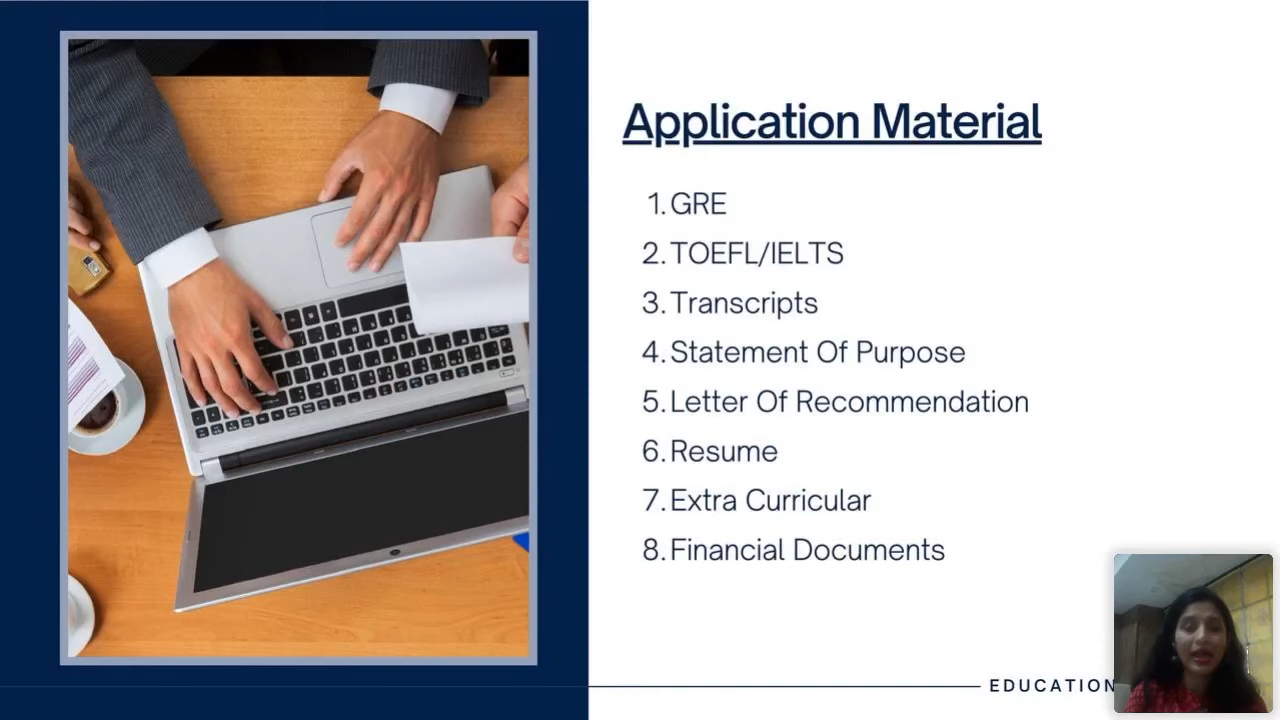 Application Material
1. GRE
2. TOEFL/IELTS
3. Transcripts
4. Statement Of Purpose
5. Letter Of Recommendation
6. Resume
7. Extra Curricular
8. Financial Documents
EDUCATION